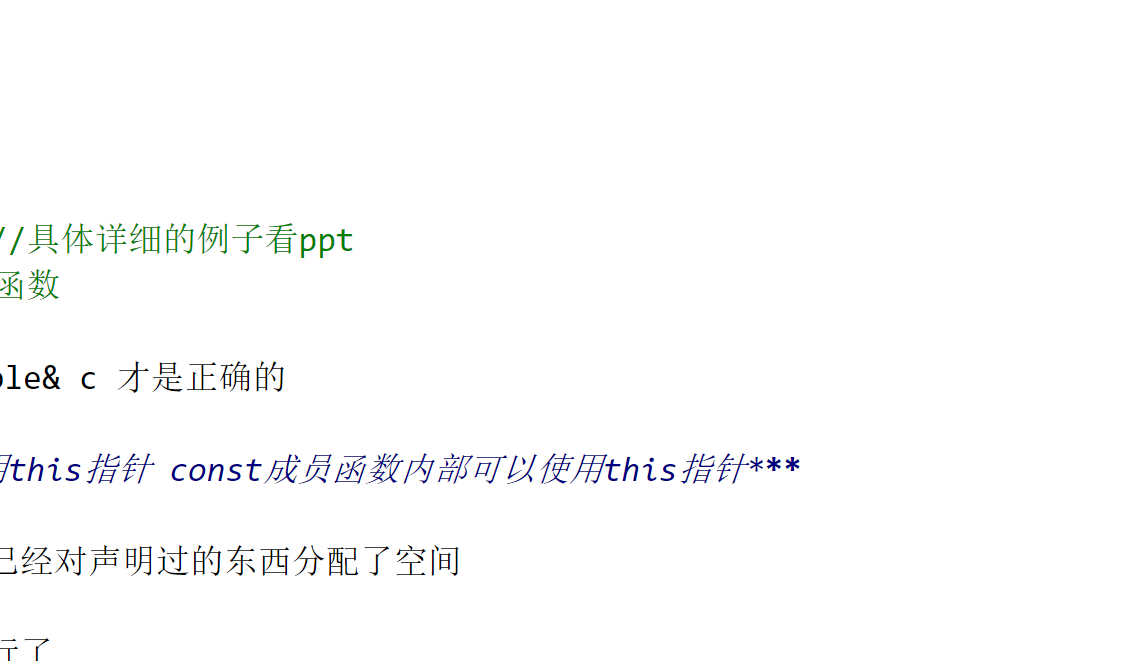 //具体详细的例子看ppt
函数
ple& c 才是正确的
用this指针 const成员函数内部可以使用this指针***
已经对声明过的东西分配了空间
行了